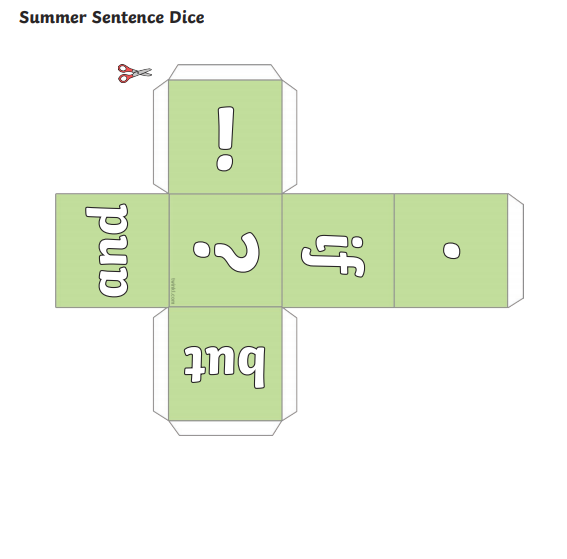 Summer Sentence Dice
!
and
?
if
.
but